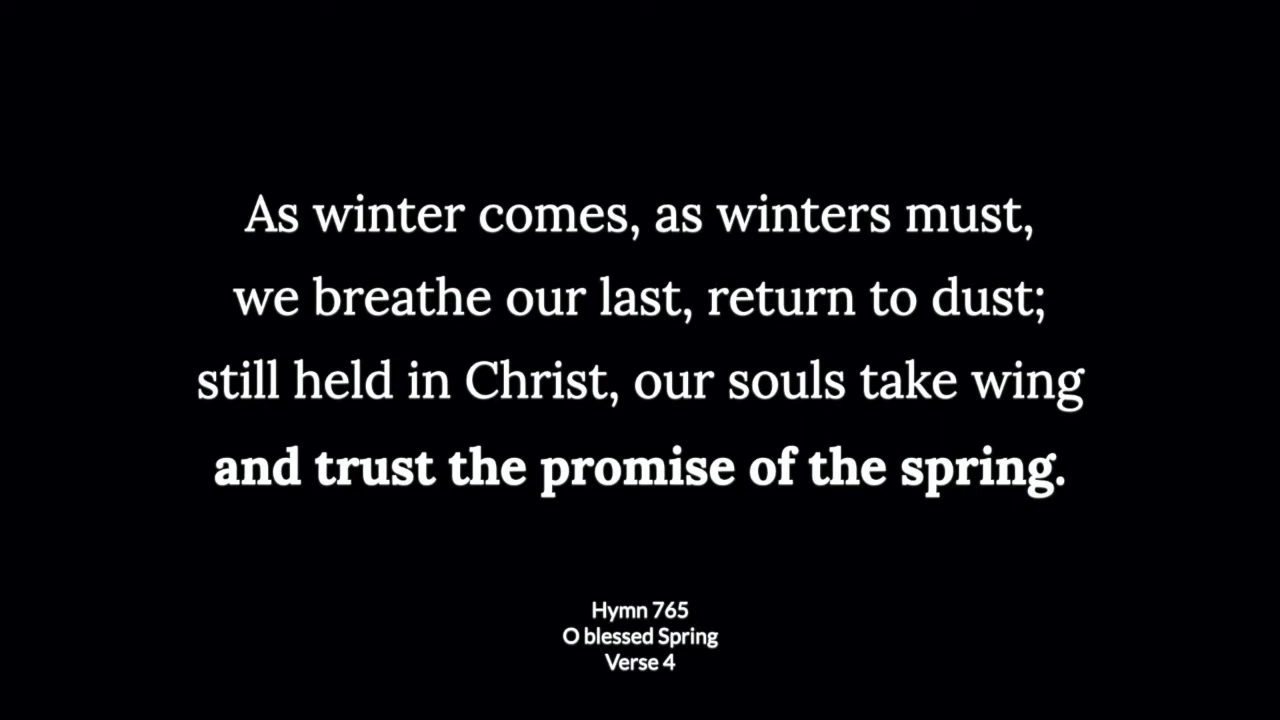 As winter comes, as winters must,
we breathe our last, return to dust;
still held in Christ, our souls take wing
and trust the promise of the spring.
Hymn 765
O blessed Spring
Verse 4